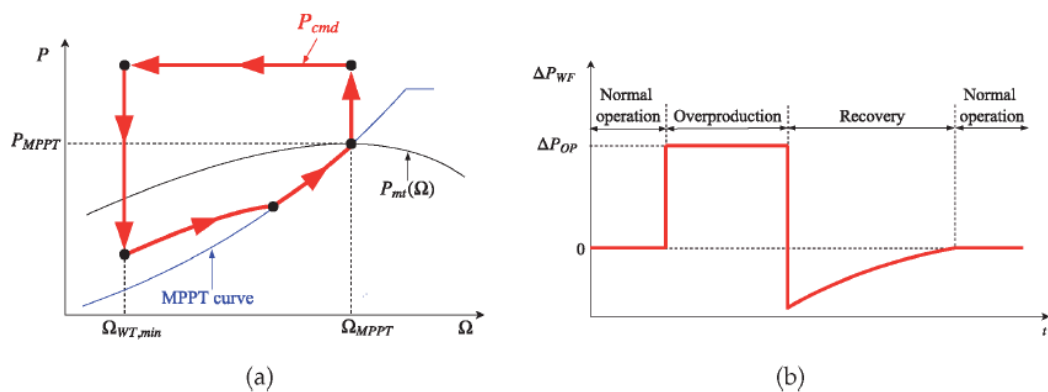 P_cmd
P
P_MPPT
P_mt(Ω)
MPPT curve
Ω_WT,min
Ω_MPPT
Ω
(a)
ΔP_WF
Normal
operation
Overproduction
Recovery
Normal
operation
ΔP_OP
0
t
(b)